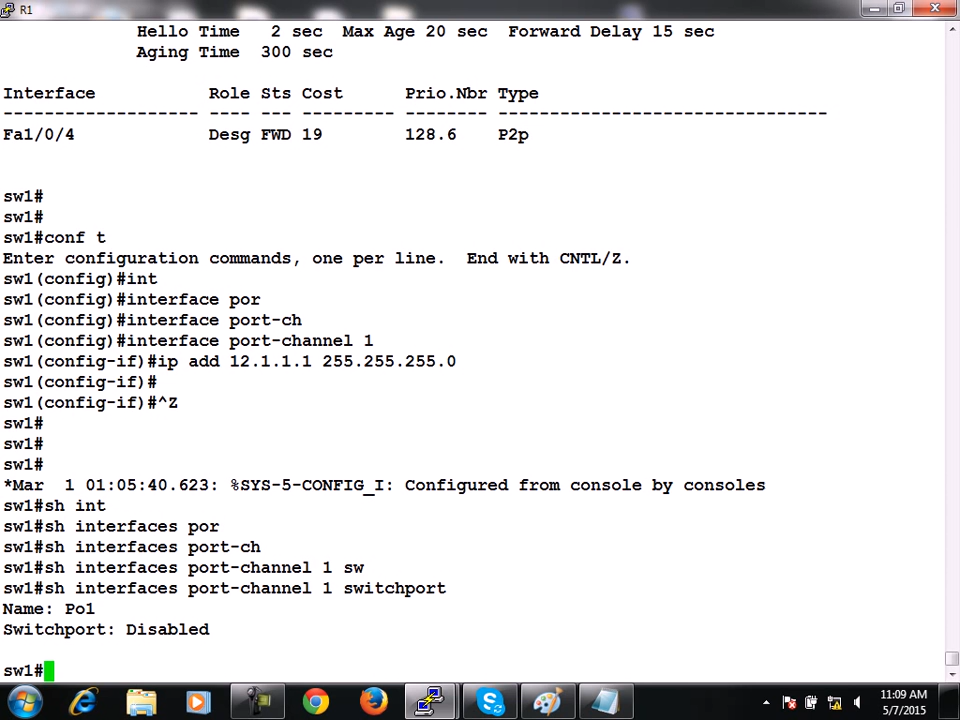 R1
Hello Time   2 sec  Max Age 20 sec  Forward Delay 15 sec
Aging Time  300 sec
Interface           Role Sts Cost      Prio.Nbr Type
------------------- ---- --- --------- -------- --------------------------------
Fa1/0/4             Desg FWD 19        128.6    P2p
sw1#
sw1#
sw1#conf t
Enter configuration commands, one per line.  End with CNTL/Z.
sw1(config)#int
sw1(config)#interface por
sw1(config)#interface port-ch
sw1(config)#interface port-channel 1
sw1(config-if)#ip add 12.1.1.1 255.255.255.0
sw1(config-if)#
sw1(config-if)#^Z
sw1#
sw1#
sw1#
*Mar  1 01:05:40.623: %SYS-5-CONFIG_I: Configured from console by consoles
sw1#sh int
sw1#sh interfaces por
sw1#sh interfaces port-ch
sw1#sh interfaces port-channel 1 sw
sw1#sh interfaces port-channel 1 switchport
Name: Po1
Switchport: Disabled
sw1#
11:09 AM
5/7/2015